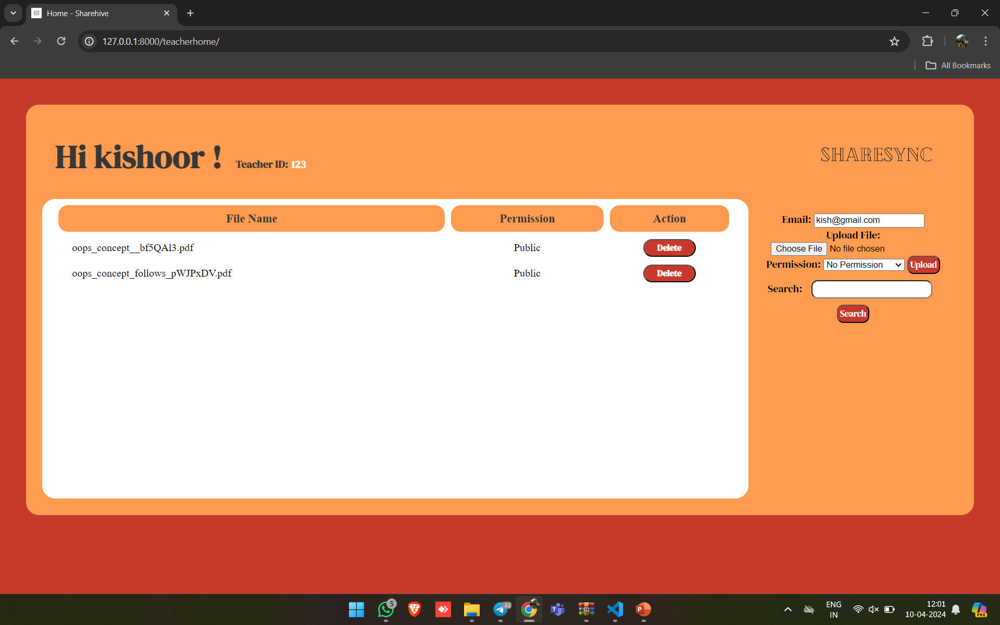 Home - Sharehive
127.0.0.1:8000/teacherhome/
All Bookmarks
Hi kishoor !
Teacher ID: 123
SHARESYNC
File Name Permission Action
oops_concept__bf5QAl3.pdf Public Delete
oops_concept_follows_pWJPxDV.pdf Public Delete
Email: kish@gmail.com
Upload File:
Choose File No file chosen
Permission: No Permission Upload
Search:
Search
5
.62
T
P
ENG
IN
12:01
10-04-2024
PRE